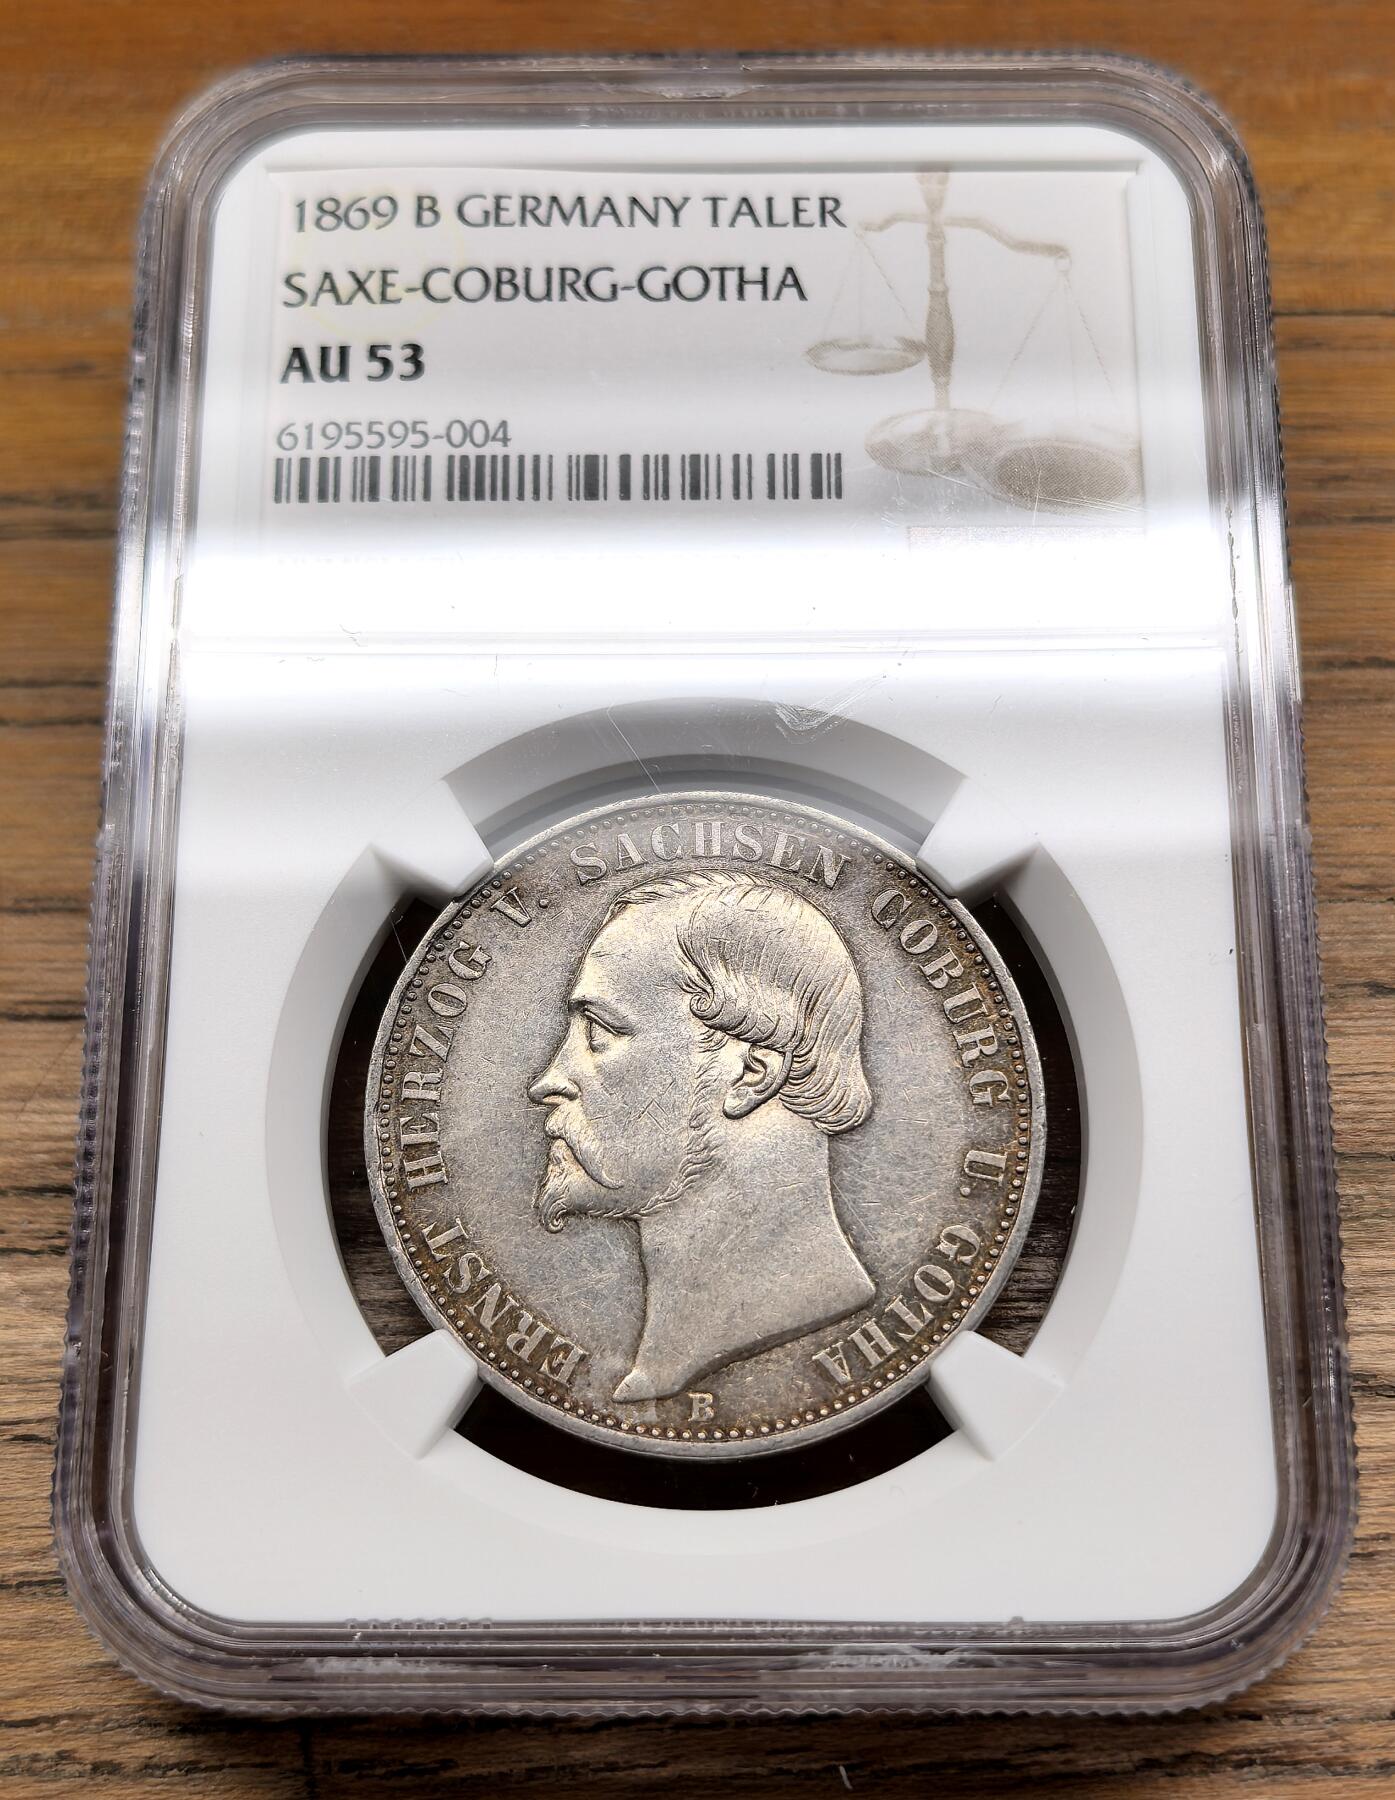 1869 B GERMANY TALER
SAXE-COBURG-GOTHA
AU 53
6195595-004
ERNST HERZOG V. SACHSEN COBURG U. GOTHA
B